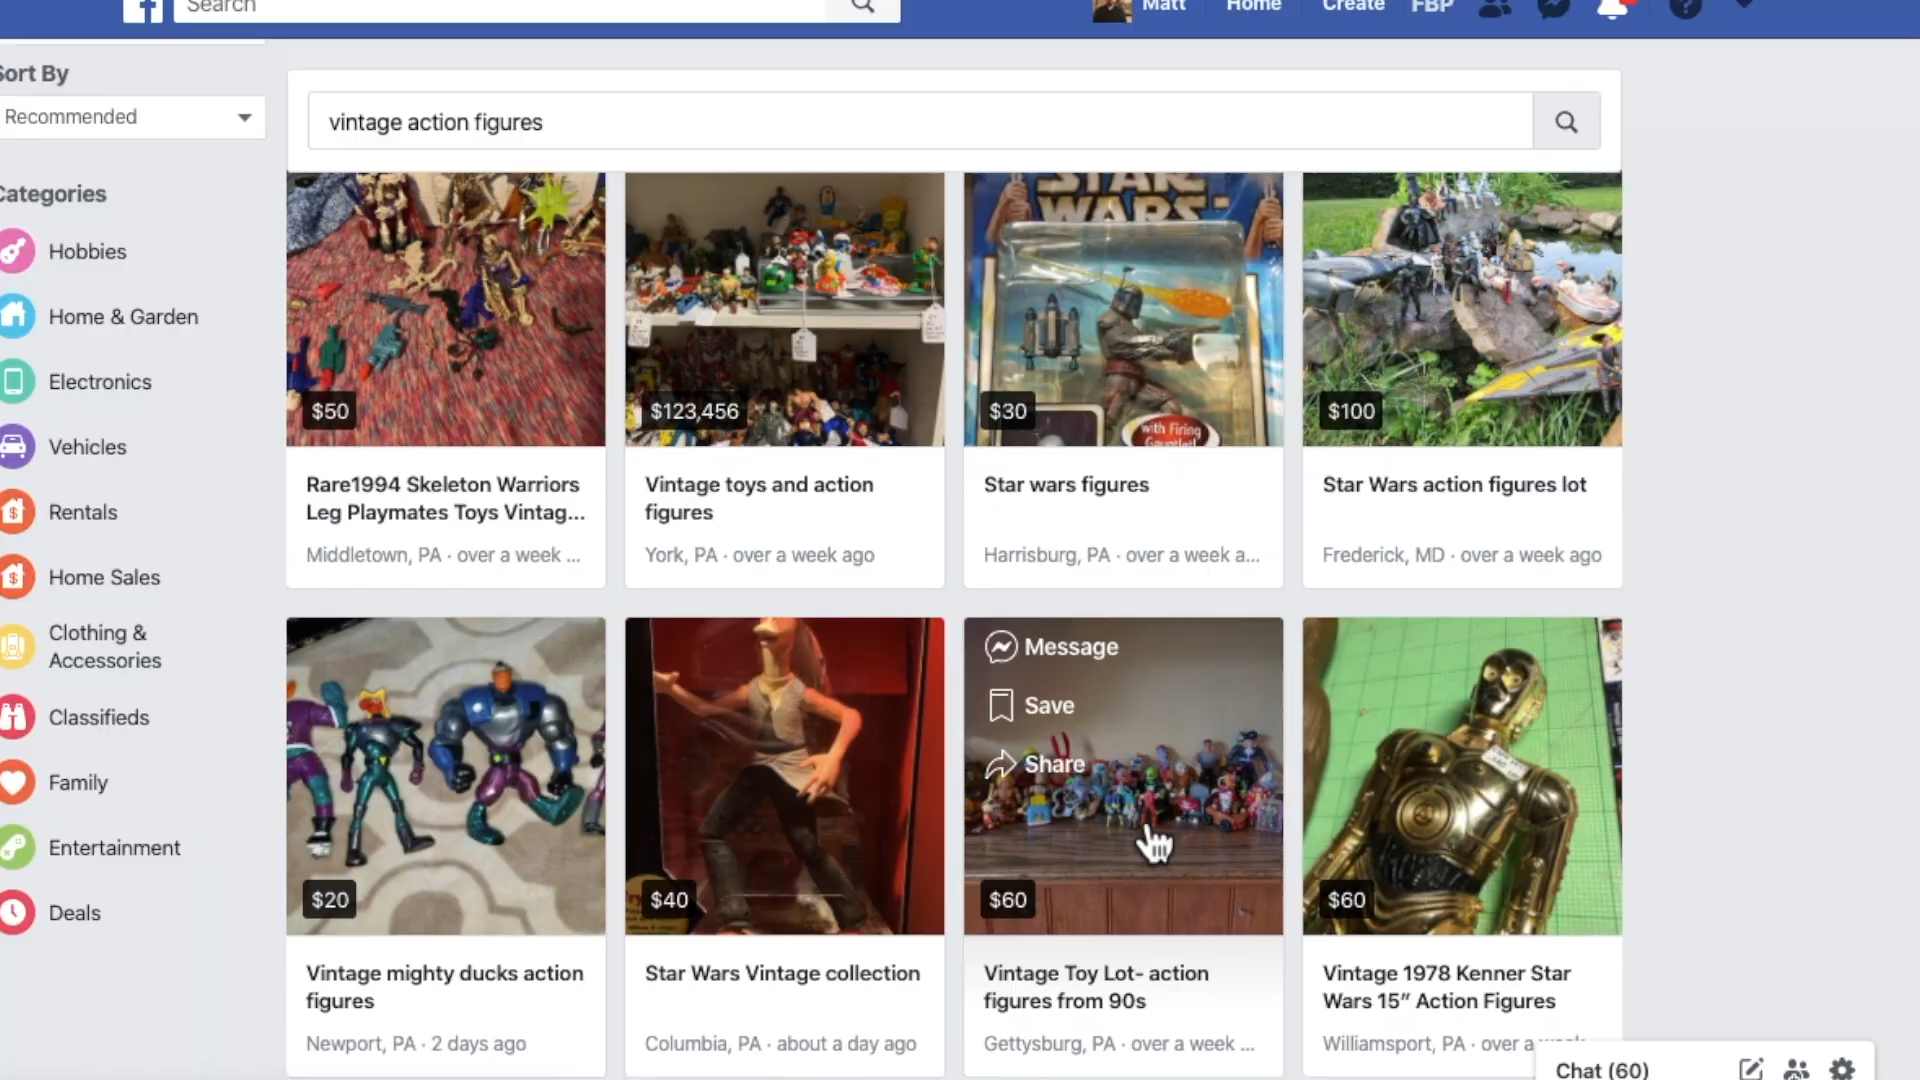 Search
Matt Home Create FBP
Sort By
Recommended
vintage action figures
Categories
Hobbies
Home & Garden
Electronics
Vehicles
Rentals
Home Sales
Clothing &
Accessories
Classifieds
Family
Entertainment
Deals
$50
Rare1994 Skeleton Warriors
Leg Playmates Toys Vintag...
Middletown, PA · over a week ...
$123,456
Vintage toys and action
figures
York, PA · over a week ago
STAR
WARS
with Firing
Gauntlet!
$30
Star wars figures
Harrisburg, PA · over a week a...
$100
Star Wars action figures lot
Frederick, MD · over a week ago
$20
Vintage mighty ducks action
figures
Newport, PA · 2 days ago
$40
Star Wars Vintage collection
Columbia, PA · about a day ago
Message
Save
Share
$60
Vintage Toy Lot- action
figures from 90s
Gettysburg, PA · over a week ...
$60
Vintage 1978 Kenner Star
Wars 15” Action Figures
Williamsport, PA · over a week
Chat (60)